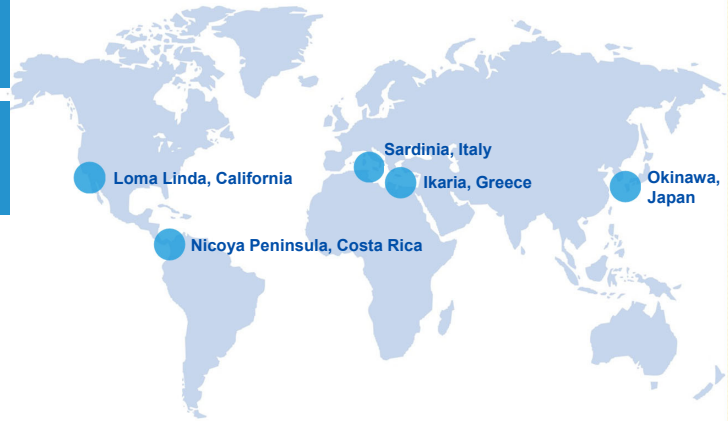 Sardinia, Italy
Loma Linda, California
Ikaria, Greece
Okinawa,
Japan
Nicoya Peninsula, Costa Rica